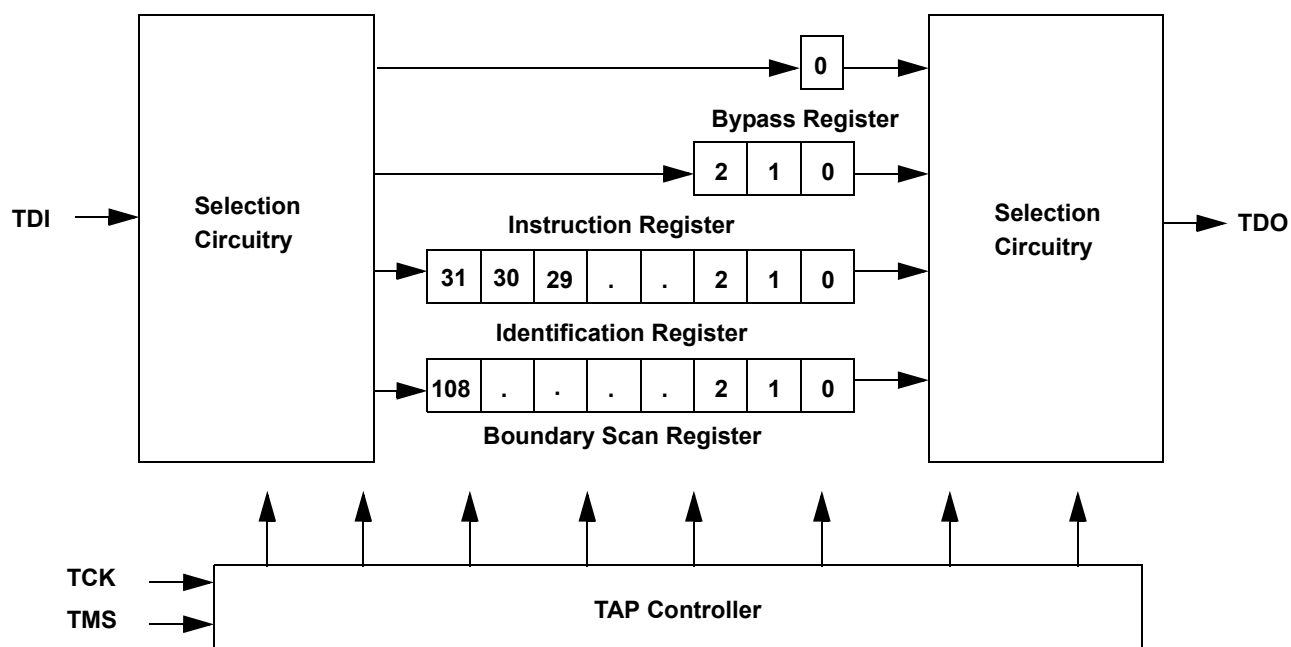 0
Bypass Register
2 1 0
Selection
Circuitry
TDI
Selection
Circuitry
TDO
Instruction Register
31 30 29 . . 2 1 0
Identification Register
108 . . . . 2 1 0
Boundary Scan Register
TCK
TMS
TAP Controller